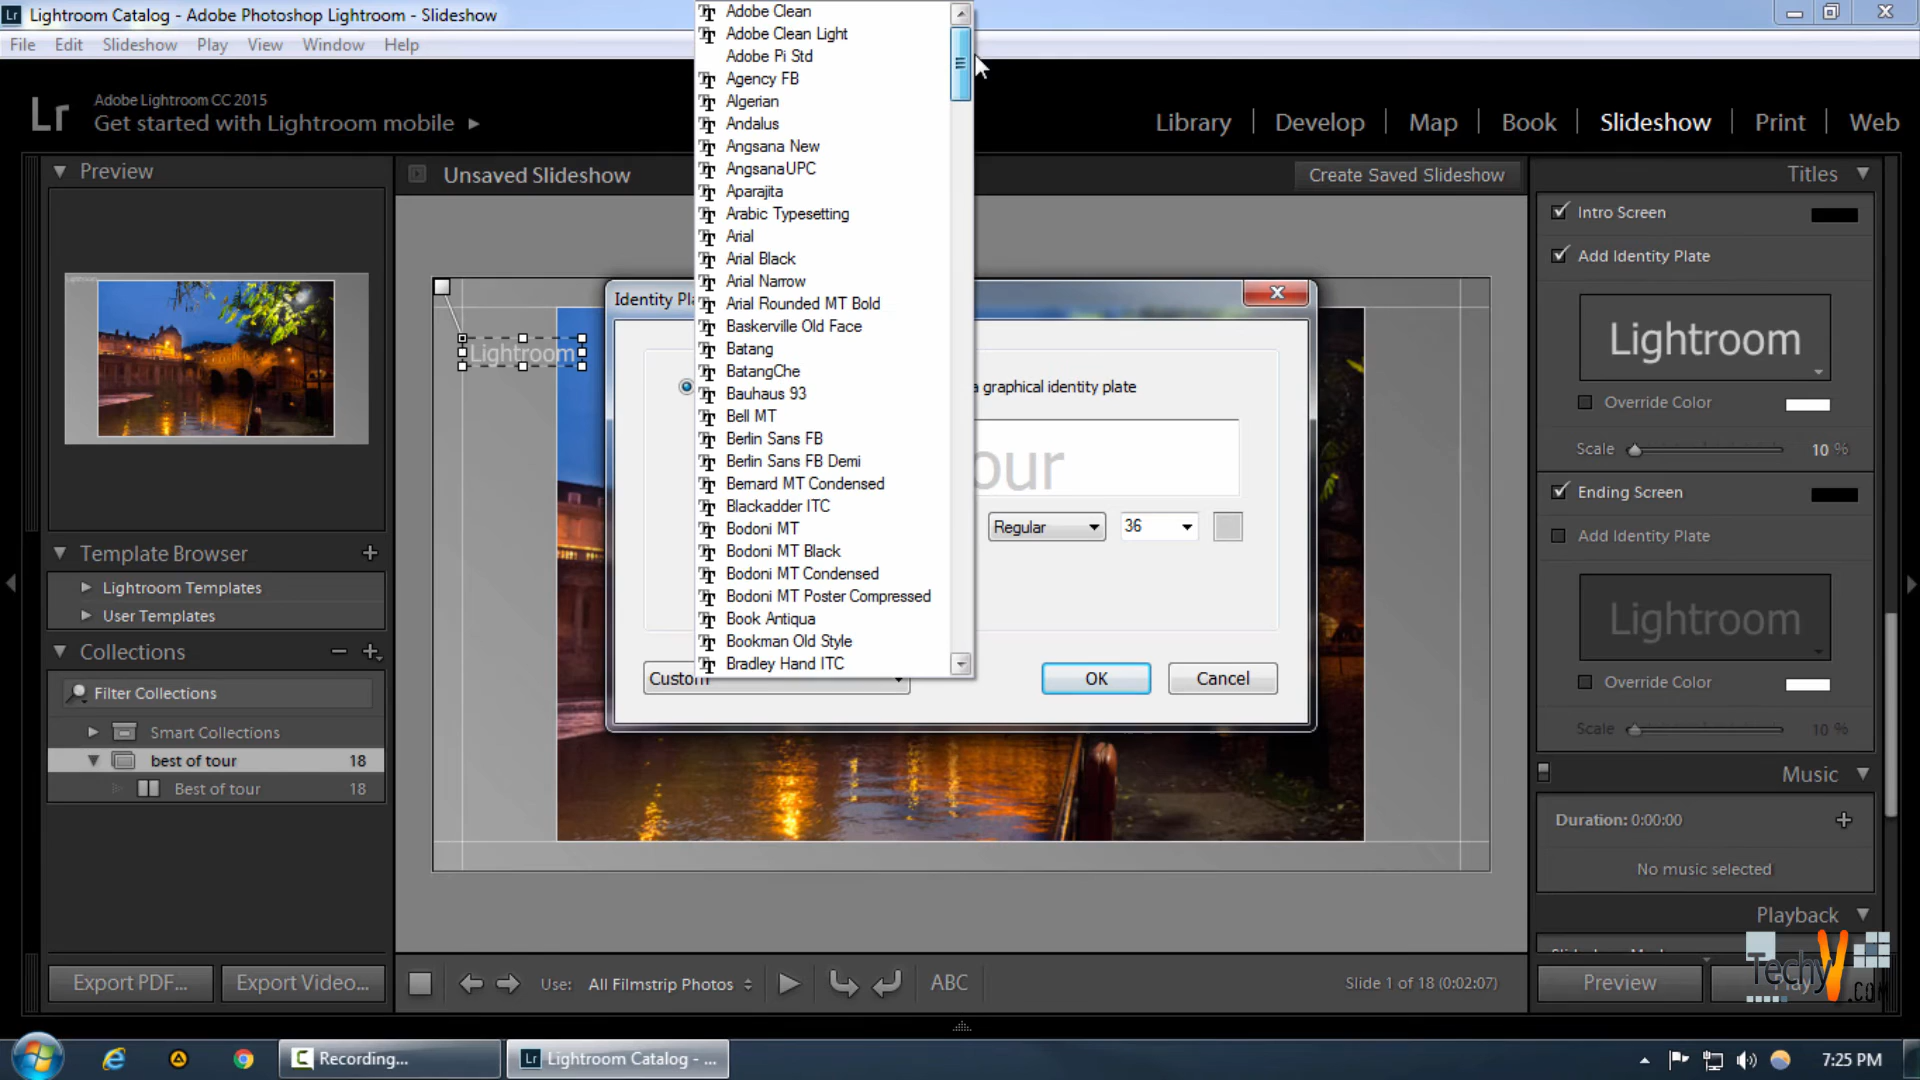 Lightroom Catalog - Adobe Photoshop Lightroom - Slideshow
File Edit Slideshow Play View Window Help
Adobe Lightroom CC 2015
Get started with Lightroom mobile
Library Develop Map Book Slideshow Print Web
Preview
Lightroom
Template Browser
Lightroom Templates
User Templates
Collections
Filter Collections
Smart Collections
best of tour 18
Best of tour 18
Export PDF...
Export Video...
Unsaved Slideshow
Create Saved Slideshow
Lightroom
Adobe Clean
Adobe Clean Light
Adobe Pi Std
Agency FB
Algerian
Andalus
Angsana New
AngsanaUPC
Aparajita
Arabic Typesetting
Arial
Arial Black
Arial Narrow
Arial Rounded MT Bold
Baskerville Old Face
Batang
BatangChe
Bauhaus 93
Bell MT
Berlin Sans FB
Berlin Sans FB Demi
Bernard MT Condensed
Blackadder ITC
Bodoni MT
Bodoni MT Black
Bodoni MT Condensed
Bodoni MT Poster Compressed
Book Antiqua
Bookman Old Style
Bradley Hand ITC
Identity Pla
a graphical identity plate
our
Regular 36
Custom
OK
Cancel
Use: All Filmstrip Photos
ABC
Slide 1 of 18 (0:02:07)
Titles
Intro Screen
Add Identity Plate
Lightroom
Override Color
Scale 10 %
Ending Screen
Add Identity Plate
Lightroom
Override Color
Scale 10 %
Music
Duration: 0:00:00
No music selected
Playback
Preview
TechyV
.COM
Recording...
Lightroom Catalog - ...
7:25 PM